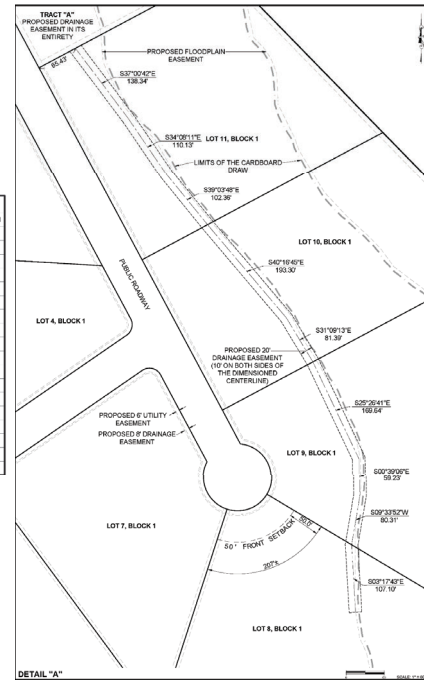 TRACT "A"
PROPOSED DRAINAGE
EASEMENT IN ITS
ENTIRETY
95.43'
PROPOSED FLOODPLAIN
EASEMENT
S37°00'42"E
138.34'
S34°08'11"E
110.13'
LOT 11, BLOCK 1
LIMITS OF THE CARDBOARD
DRAW
S39°03'48"E
102.36'
LOT 10, BLOCK 1
S40°16'45"E
193.30'
PUBLIC ROADWAY
LOT 4, BLOCK 1
S31°09'13"E
81.39'
PROPOSED 20'
DRAINAGE EASEMENT
(10' ON BOTH SIDES OF
THE DIMENSIONED
CENTERLINE)
S25°26'41"E
169.64'
PROPOSED 6' UTILITY
EASEMENT
PROPOSED 8' DRAINAGE
EASEMENT
LOT 9, BLOCK 1
S00°39'06"E
59.23'
S09°33'52"W
80.31'
LOT 7, BLOCK 1
50' FRONT SETBACK
50.0'
207'±
S03°17'43"E
107.10'
LOT 8, BLOCK 1
DETAIL "A"